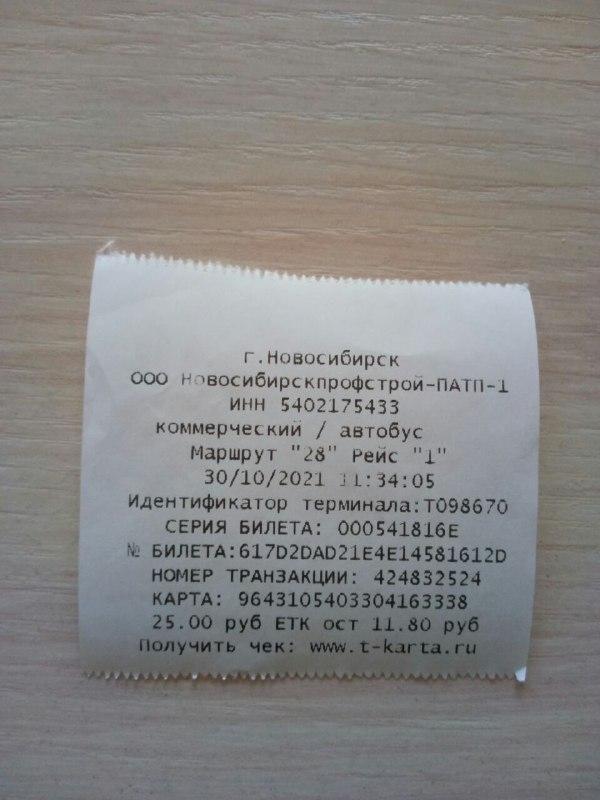 г.Новосибирск
ООО Новосибирскпрофстрой-ПАТП-1
ИНН 5402175433
коммерческий / автобус
Маршрут "28" Рейс "1"
30/10/2021 11:34:05
Идентификатор терминала:T098670
СЕРИЯ БИЛЕТА: 000541816E
№ БИЛЕТА:617D2DAD21E4E14581612D
НОМЕР ТРАНЗАКЦИИ: 424832524
КАРТА: 9643105403304163338
25.00 руб ЕТК ост 11.80 руб
Получить чек: www.t-karta.ru